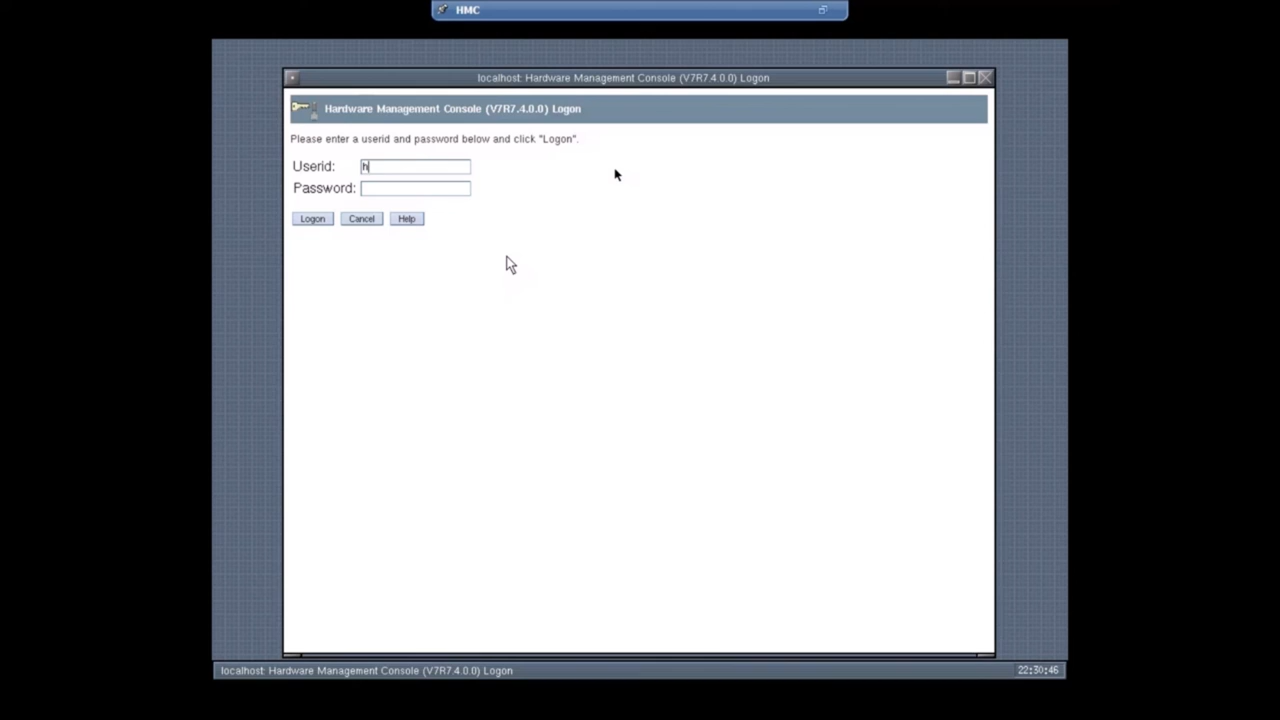 HMC
localhost: Hardware Management Console (V7R7.4.0.0) Logon
Hardware Management Console (V7R7.4.0.0) Logon
Please enter a userid and password below and click "Logon".
Userid: h
Password:
Logon Cancel Help
localhost: Hardware Management Console (V7R7.4.0.0) Logon 22:30:46